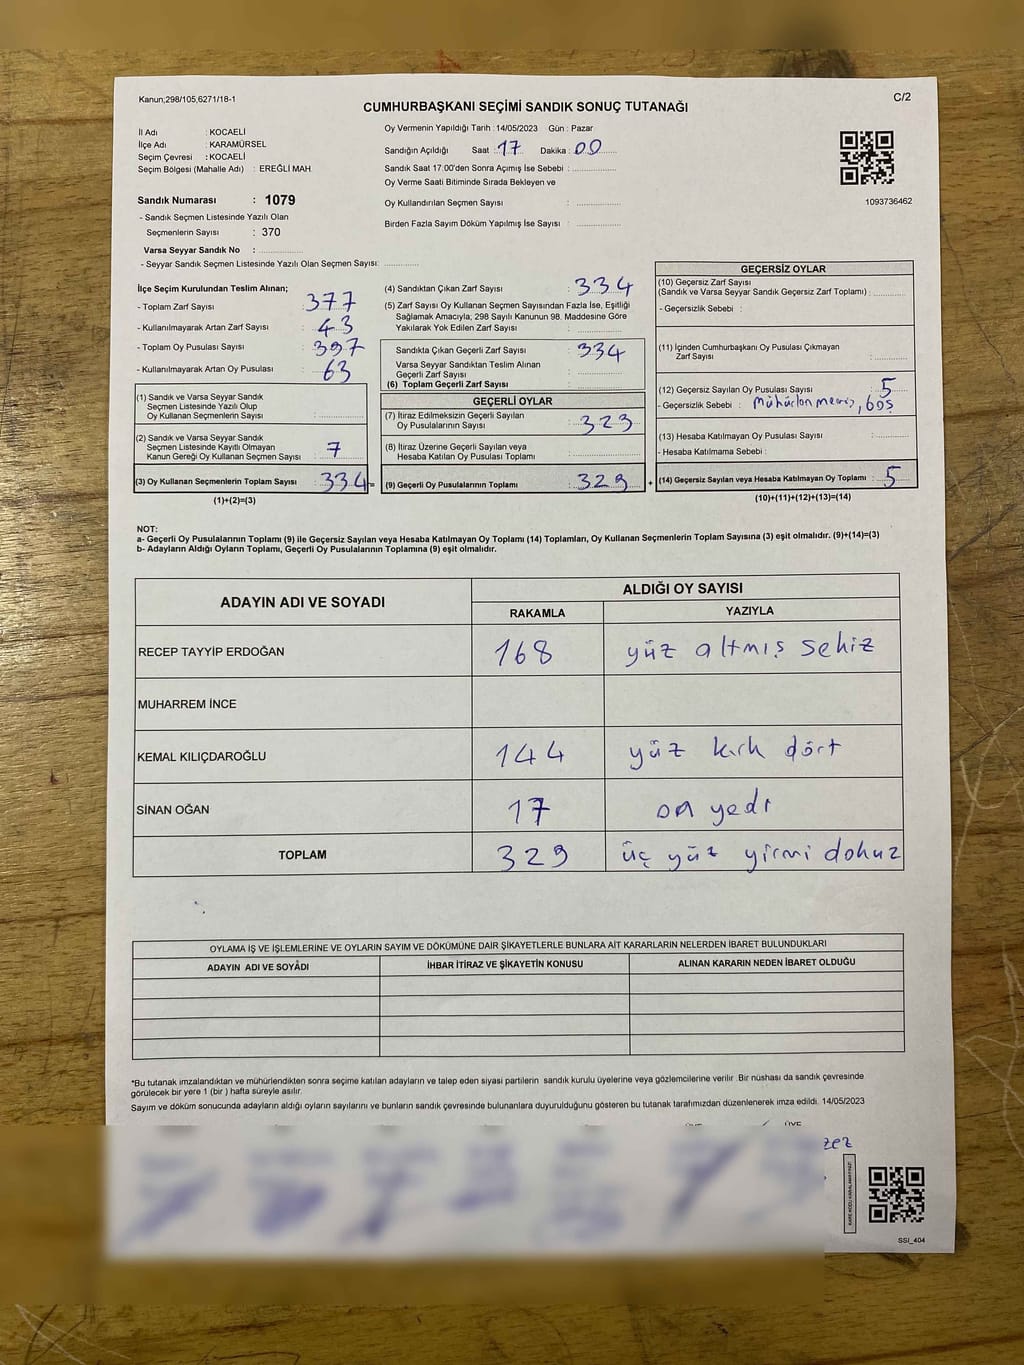 Kanun;298/105,6271/18-1
C/2
CUMHURBAŞKANI SEÇİMİ SANDIK SONUÇ TUTANAĞI
İl Adı : KOCAELİ
İlçe Adı : KARAMÜRSEL
Seçim Çevresi : KOCAELİ
Seçim Bölgesi (Mahalle Adı) : EREĞLİ MAH
Sandık Numarası : 1079
- Sandık Seçmen Listesinde Yazılı Olan
Seçmenlerin Sayısı : 370
Varsa Seyyar Sandık No :
- Seyyar Sandık Seçmen Listesinde Yazılı Olan Seçmen Sayısı:
Oy Vermenin Yapıldığı Tarih : 14/05/2023 Gün : Pazar
Sandığın Açıldığı Saat : 17 Dakika : 00
Sandık Saat 17:00'den Sonra Açımış İse Sebebi :
Oy Verme Saati Bitiminde Sırada Bekleyen ve
Oy Kullandırılan Seçmen Sayısı :
Birden Fazla Sayım Döküm Yapılmış İse Sayısı :
1093736462
İlçe Seçim Kurulundan Teslim Alınan;
- Toplam Zarf Sayısı : 377
- Kullanılmayarak Artan Zarf Sayısı : 43
- Toplam Oy Pusulası Sayısı : 397
- Kullanılmayarak Artan Oy Pusulası : 63
(1) Sandık ve Varsa Seyyar Sandık
Seçmen Listesinde Yazılı Olup
Oy Kullanan Seçmenlerin Sayısı :
(2) Sandık ve Varsa Seyyar Sandık
Seçmen Listesinde Kayıtlı Olmayan
Kanun Gereği Oy Kullanan Seçmen Sayısı : 7
(3) Oy Kullanan Seçmenlerin Toplam Sayısı : 334 =
(1)+(2)=(3)
(4) Sandıktan Çıkan Zarf Sayısı : 334
(5) Zarf Sayısı Oy Kullanan Seçmen Sayısından Fazla İse, Eşitliği
Sağlamak Amacıyla; 298 Sayılı Kanunun 98. Maddesine Göre
Yakılarak Yok Edilen Zarf Sayısı :
Sandıkta Çıkan Geçerli Zarf Sayısı : 334
Varsa Seyyar Sandıktan Teslim Alınan
Geçerli Zarf Sayısı :
(6) Toplam Geçerli Zarf Sayısı :
GEÇERLİ OYLAR
(7) İtiraz Edilmeksizin Geçerli Sayılan
Oy Pusulalarının Sayısı : 329
(8) İtiraz Üzerine Geçerli Sayılan veya
Hesaba Katılan Oy Pusulası Toplamı :
(9) Geçerli Oy Pusulalarının Toplamı : 329 +
GEÇERSİZ OYLAR
(10) Geçersiz Zarf Sayısı
(Sandık ve Varsa Seyyar Sandık Geçersiz Zarf Toplamı) :
- Geçersizlik Sebebi :
(11) İçinden Cumhurbaşkanı Oy Pusulası Çıkmayan
Zarf Sayısı :
(12) Geçersiz Sayılan Oy Pusulası Sayısı : 5
- Geçersizlik Sebebi : boş
(13) Hesaba Katılmayan Oy Pusulası Sayısı :
- Hesaba Katılmama Sebebi :
(14) Geçersiz Sayılan veya Hesaba Katılmayan Oy Toplamı : 5
(10)+(11)+(12)+(13)=(14)
NOT:
a- Geçerli Oy Pusulalarının Toplamı (9) ile Geçersiz Sayılan veya Hesaba Katılmayan Oy Toplamı (14) Toplamları, Oy Kullanan Seçmenlerin Toplam Sayısına (3) eşit olmalıdır. (9)+(14)=(3)
b- Adayların Aldığı Oyların Toplamı, Geçerli Oy Pusulalarının Toplamına (9) eşit olmalıdır.
ADAYIN ADI VE SOYADI
ALDIĞI OY SAYISI
RAKAMLA YAZIYLA
RECEP TAYYİP ERDOĞAN 168 yüz altmış sekiz
MUHARREM İNCE
KEMAL KILIÇDAROĞLU 144 yüz kırk dört
SİNAN OĞAN 17 on yedi
TOPLAM 329 üç yüz yirmi dokuz
OYLAMA İŞ VE İŞLEMLERİNE VE OYLARIN SAYIM VE DÖKÜMÜNE DAİR ŞİKAYETLERLE BUNLARA AİT KARARLARIN NELERDEN İBARET BULUNDUKLARI
ADAYIN ADI VE SOYADI İHBAR İTİRAZ VE ŞİKAYETİN KONUSU ALINAN KARARIN NEDEN İBARET OLDUĞU
*Bu tutanak imzalandıktan ve mühürlendikten sonra seçime katılan adayların ve talep eden siyasi partilerin sandık kurulu üyelerine veya gözlemcilerine verilir. Bir nüshası da sandık çevresinde
görülecek bir yere 1 (bir ) hafta süreyle asılır.
Sayım ve döküm sonucunda adayların aldığı oyların sayılarını ve bunların sandık çevresinde bulunanlara duyurulduğunu gösteren bu tutanak tarafımızdan düzenlenerek imza edildi. 14/05/2023
ÜYE
zez
SSI_404